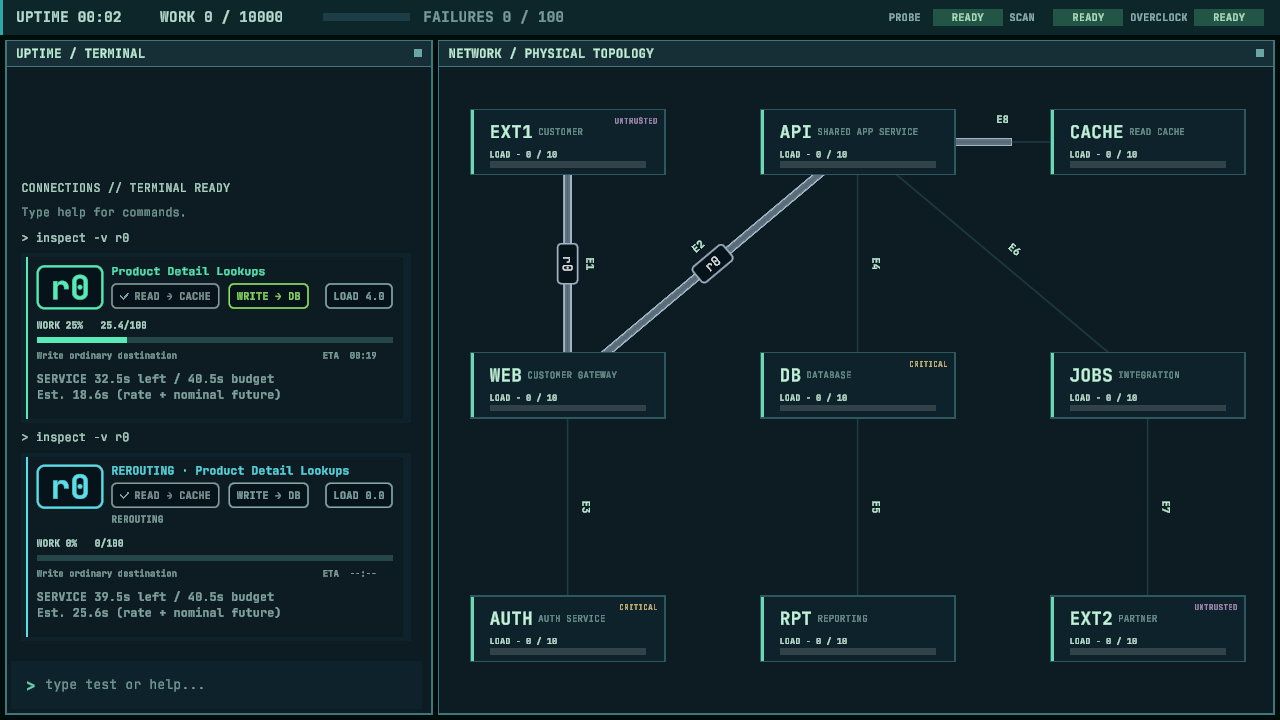 UPTIME 00:02 WORK 0 / 10000 FAILURES 0 / 100 PROBE READY SCAN READY OVERCLOCK READY
UPTIME / TERMINAL
CONNECTIONS // TERMINAL READY
Type help for commands.
> inspect -v r0
r0 Product Detail Lookups
✓ READ → CACHE WRITE → DB LOAD 4.0
WORK 25% 25.4/100
Write ordinary destination ETA 00:19
SERVICE 32.5s left / 40.5s budget
Est. 18.6s (rate + nominal future)
> inspect -v r0
r0 REROUTING · Product Detail Lookups
✓ READ → CACHE WRITE → DB LOAD 0.0
REROUTING
WORK 0% 0/100
Write ordinary destination ETA --:--
SERVICE 39.5s left / 40.5s budget
Est. 25.6s (rate + nominal future)
> type test or help...
NETWORK / PHYSICAL TOPOLOGY
EXT1 CUSTOMER UNTRUSTED
LOAD - 0 / 10
API SHARED APP SERVICE
LOAD - 0 / 10
E8
CACHE READ CACHE
LOAD - 0 / 10
r0 E1
E2 r0
E4
E6
WEB CUSTOMER GATEWAY
LOAD - 0 / 10
DB DATABASE CRITICAL
LOAD - 0 / 10
JOBS INTEGRATION
LOAD - 0 / 10
E3
E5
E7
AUTH AUTH SERVICE CRITICAL
LOAD - 0 / 10
RPT REPORTING
LOAD - 0 / 10
EXT2 PARTNER UNTRUSTED
LOAD - 0 / 10